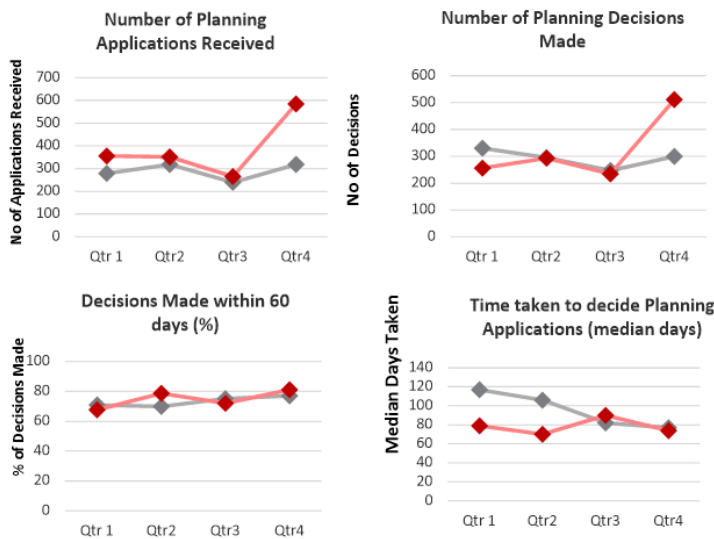 Number of Planning
Applications Received
No of Applications Received
700
600
500
400
300
200
100
0
Qtr 1 Qtr2 Qtr3 Qtr4
Number of Planning Decisions
Made
No of Decisions
600
500
400
300
200
100
0
Qtr 1 Qtr2 Qtr3 Qtr4
Decisions Made within 60
days (%)
% of Decisions Made
100
80
60
40
20
0
Qtr 1 Qtr2 Qtr3 Qtr4
Time taken to decide Planning
Applications (median days)
Median Days Taken
140
120
100
80
60
40
20
0
Qtr 1 Qtr2 Qtr3 Qtr4